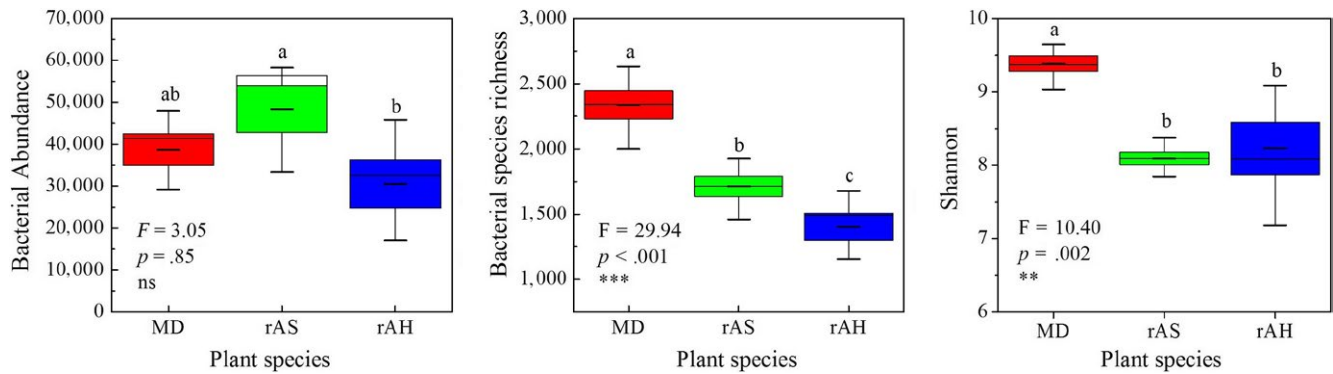 Bacterial Abundance
70,000
60,000
50,000
40,000
30,000
20,000
10,000
0
ab
a
b
F = 3.05
p = .85
ns
MD rAS rAH
Plant species
Bacterial species richness
3,000
2,500
2,000
1,500
1,000
a
b
c
F = 29.94
p < .001
***
MD rAS rAH
Plant species
Shannon
10
9
8
7
6
a
b
b
F = 10.40
p = .002
**
MD rAS rAH
Plant species